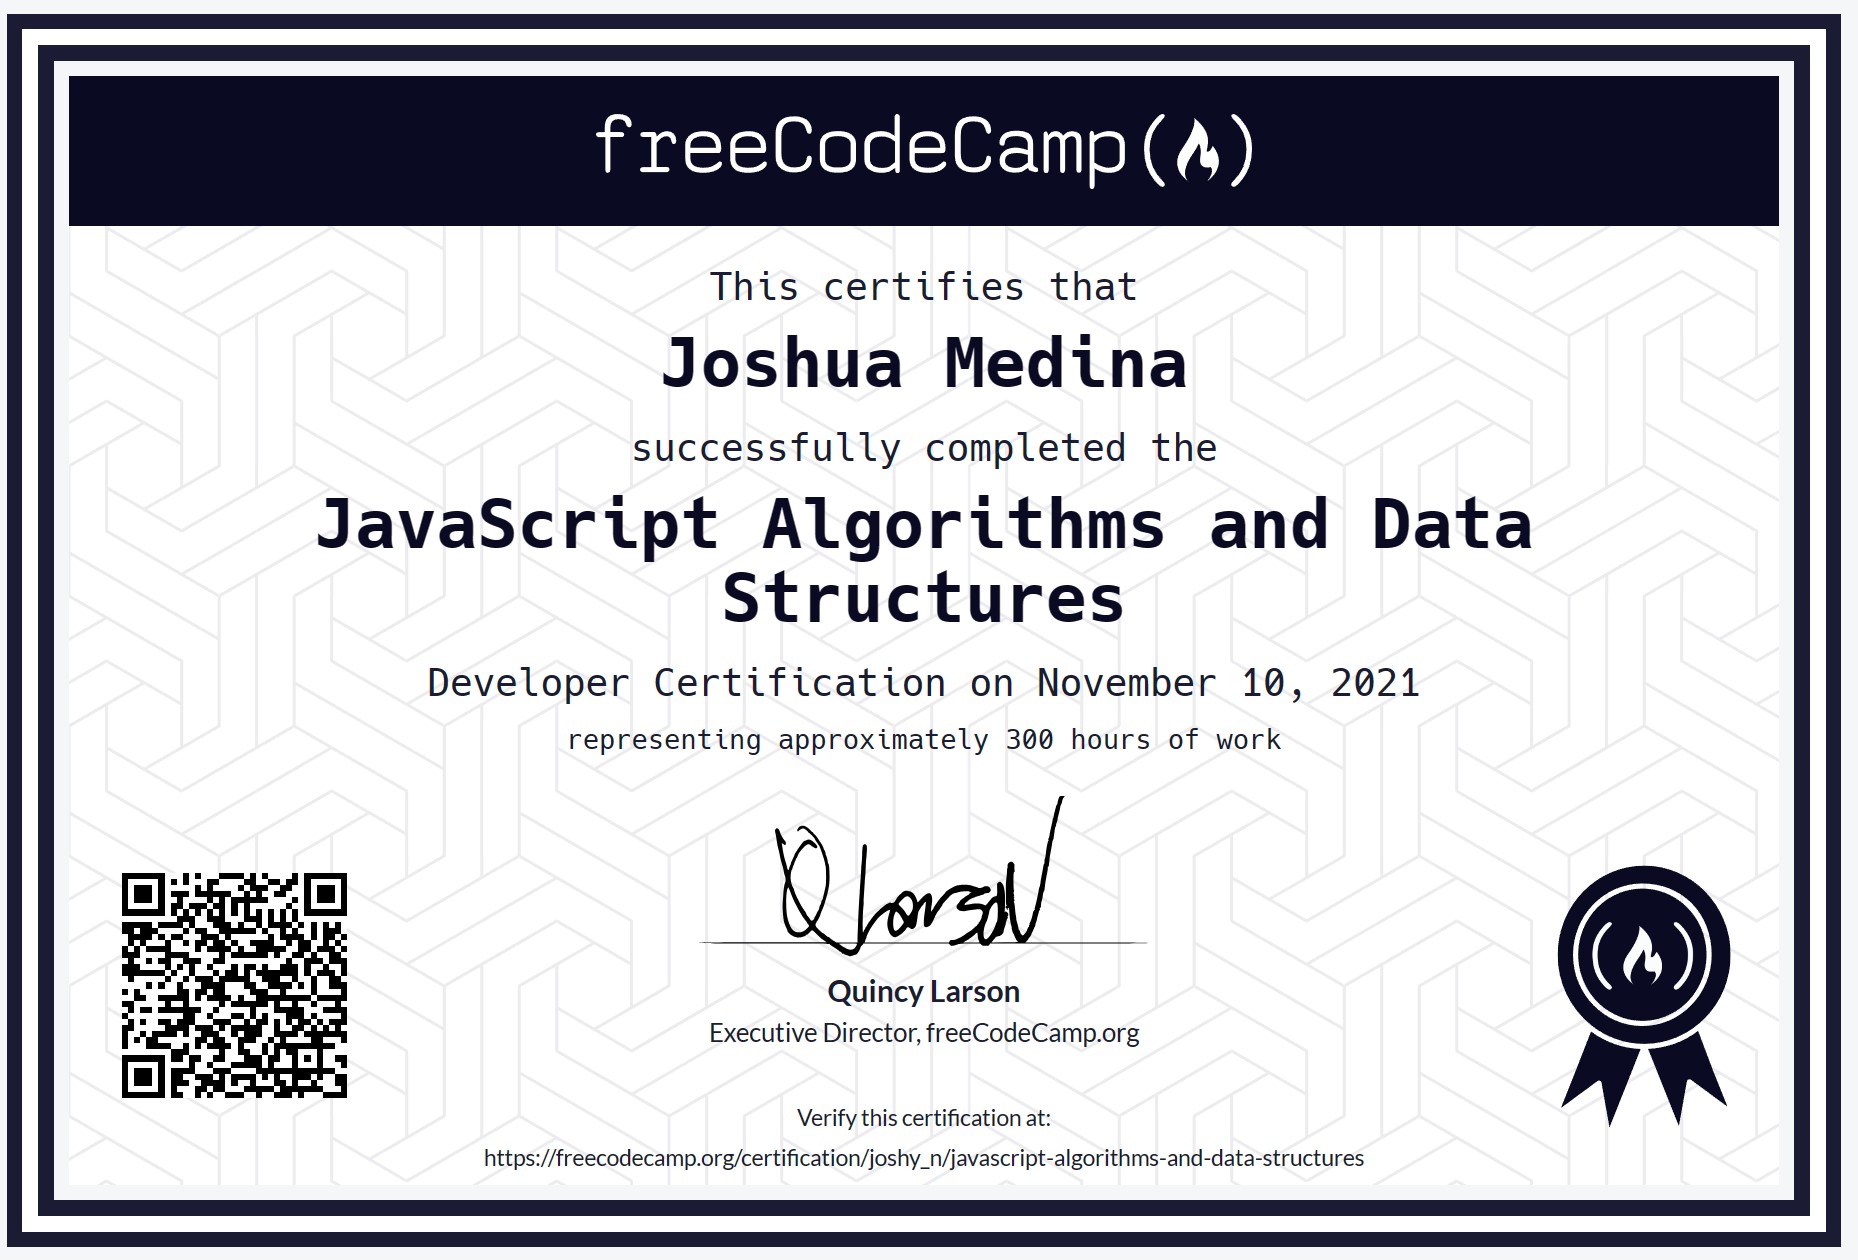 freeCodeCamp
This certifies that
Joshua Medina
successfully completed the
JavaScript Algorithms and Data
Structures
Developer Certification on November 10, 2021
representing approximately 300 hours of work
Quincy Larson
Executive Director, freeCodeCamp.org
Verify this certification at:
https://freecodecamp.org/certification/joshy_n/javascript-algorithms-and-data-structures